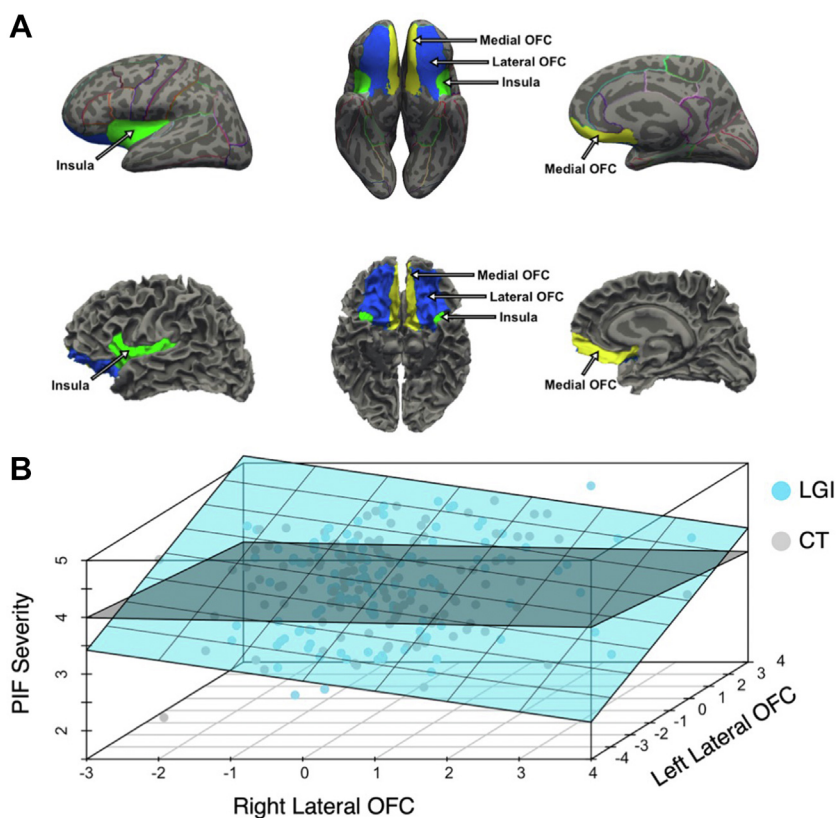 A
Medial OFC
Lateral OFC
Insula
Insula
Medial OFC
Medial OFC
Lateral OFC
Insula
Insula
Medial OFC
B
LGI
CT
PIF Severity
5
4
3
2
-3 -2 -1 0 1 2 3 4
Right Lateral OFC
-4 -3 -2 -1 0 1 2 3 4
Left Lateral OFC